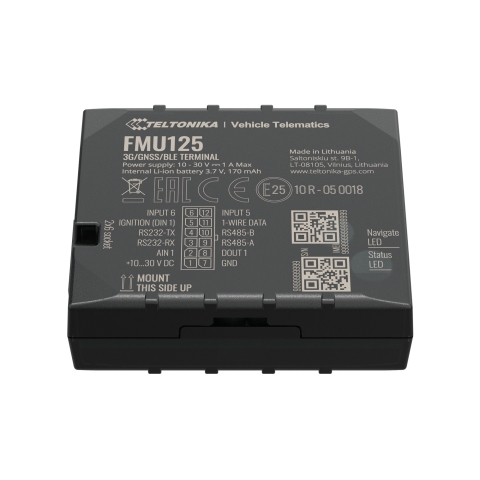 TELTONIKA | Vehicle Telematics
FMU125
3G/GNSS/BLE TERMINAL
Power supply: 10 - 30 V ⎓ 1 A Max
Internal Li-Ion battery 3.7 V, 170 mAh
Made in Lithuania
Saltoniskiu st. 9B-1,
LT-08105, Vilnius, Lithuania
www.teltonika-gps.com
EAC CE E25 10 R - 05 0018
INPUT 6 6 12 INPUT 5
IGNITION (DIN 1) 5 11 1-WIRE DATA
RS232-TX 4 10 RS485-B
RS232-RX 3 9 RS485-A
AIN 1 2 8 DOUT 1
+10...30 V DC 1 7 GND
2x6 socket
MOUNT
THIS SIDE UP
Navigate
LED
Status
LED